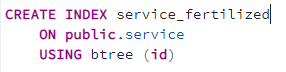 CREATE INDEX service_fertilized
ON public.service
USING btree (id)